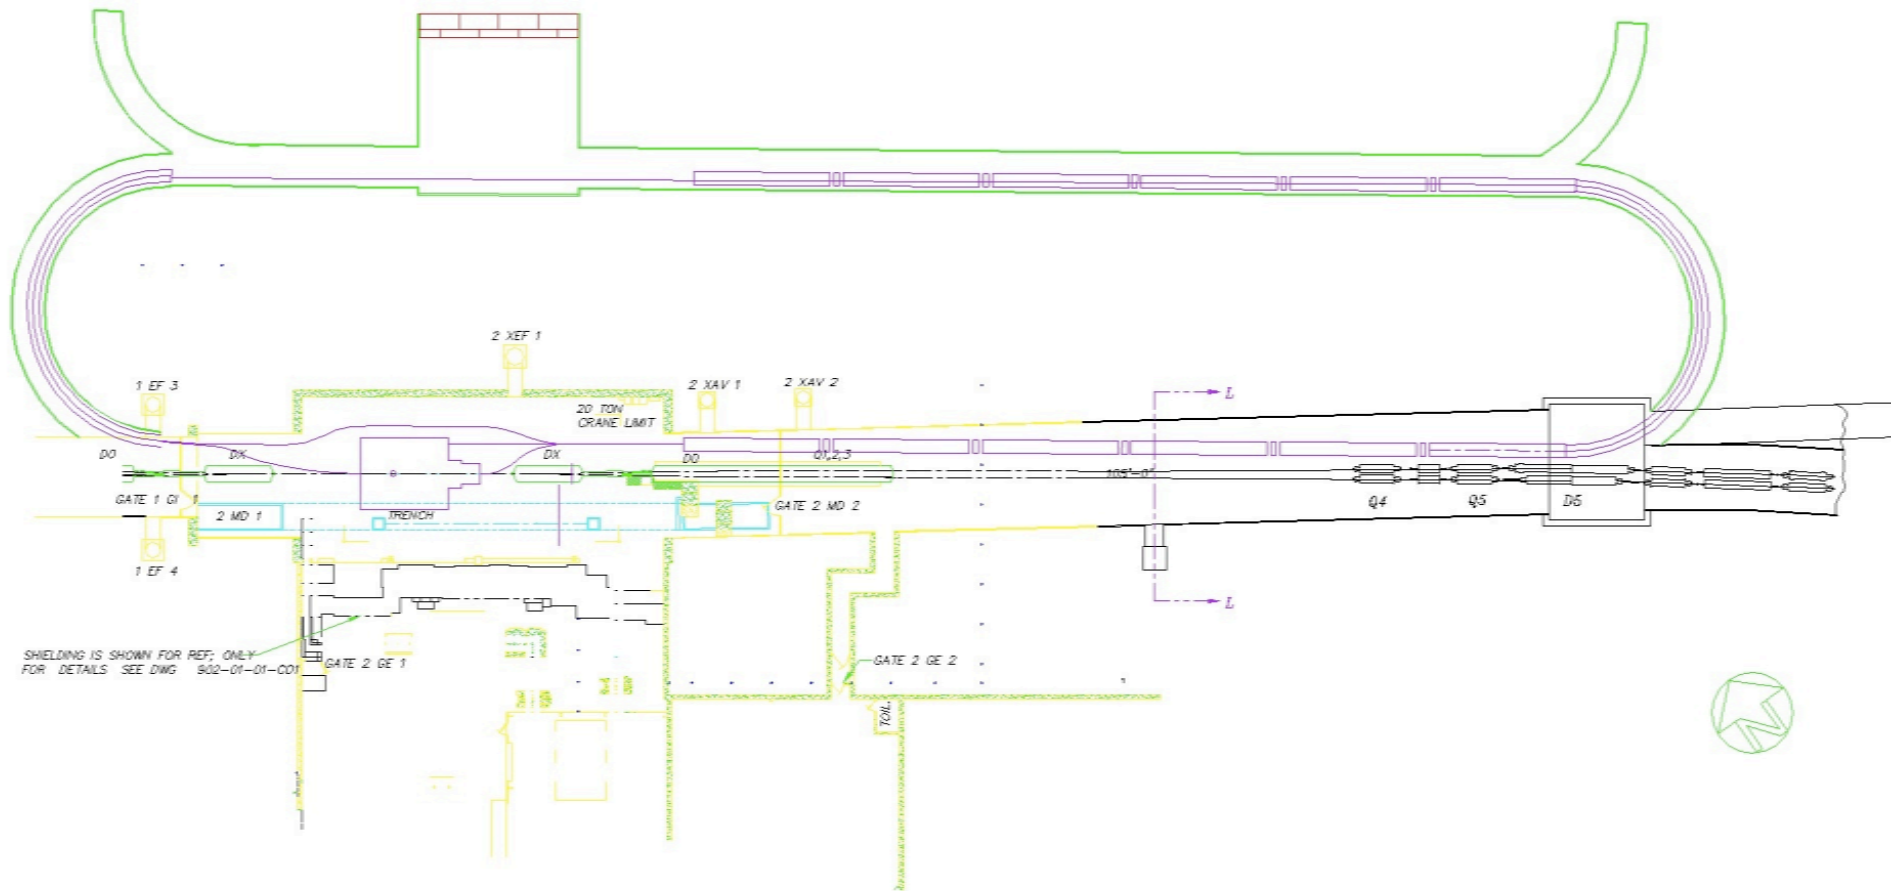 2 XEF 1
1 EF 3
2 XAV 1
2 XAV 2
20 TON
CRANE LIMIT
L
DO
DX
DX
DO
Q1,2,3
105'-0"
GATE 1 GI 1
2 MD 1
TRENCH
GATE 2 MD 2
Q4
Q5
D5
1 EF 4
L
SHIELDING IS SHOWN FOR REF; ONLY
FOR DETAILS SEE DWG 902-01-01-CO1
GATE 2 GE 1
GATE 2 GE 2
TOIL.
N